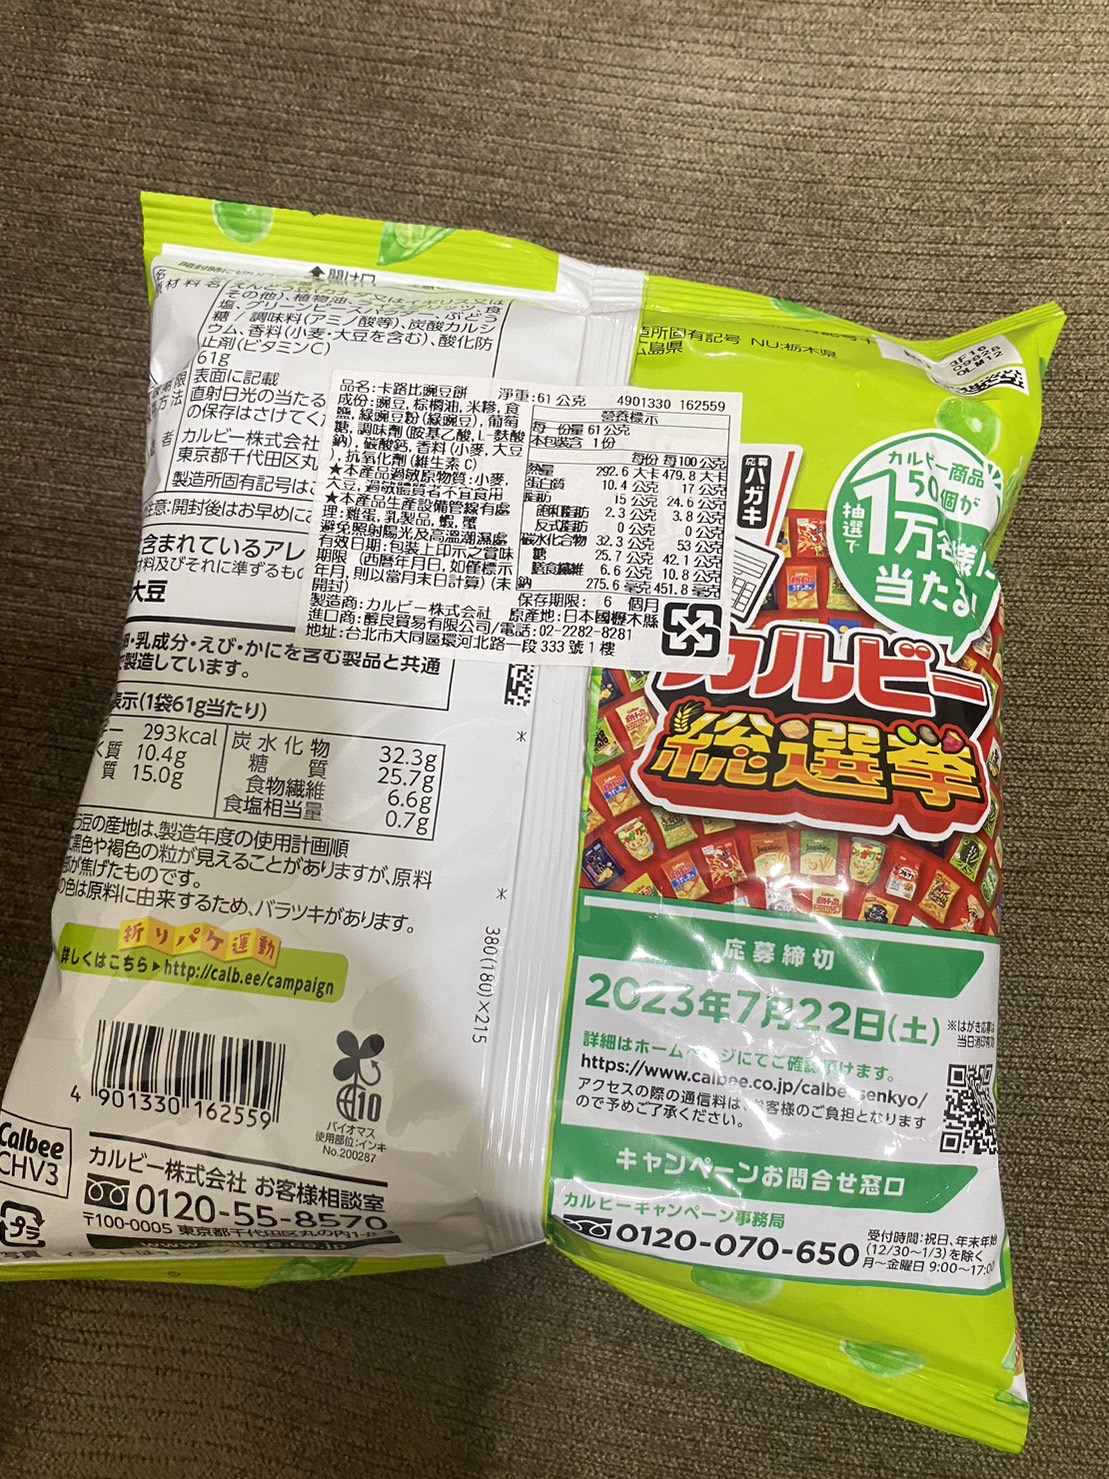 開け口
原材料名
その他)、植物油、
塩、グリーンピースパウダー、ぶどう
糖/調味料(アミノ酸等)、炭酸カルシ
ウム、香料(小麦・大豆を含む)、酸化防
止剤(ビタミンC)
61g
表面に記載
直射日光の当たる
の保存はさけてく
カルビー株式会社
東京都千代田区丸
製造所固有記号は
注意:開封後はお早めに
含まれているアレ
材料及びそれに準ずるもの
大豆
・乳成分・えび・かにを含む製品と共通
で製造しています。
表示(1袋61g当たり)
293kcal
10.4g
質 15.0g
炭水化物 32.3g
糖質 25.7g
食物繊維 6.6g
食塩相当量 0.7g
豆の産地は、製造年度の使用計画順
黒色や褐色の粒が見えることがありますが、原料
が焦げたものです。
の色は原料に由来するため、バラツキがあります。
折りパケ運動
詳しくはこちら▶http://calb.ee/campaign
4 901330 162559
バイオマス
10
使用部位:インキ
No.200287
Calbee
CHV3
カルビー株式会社 お客様相談室
0120-55-8570
〒100-0005 東京都千代田区丸の内1-
プラ
* * 380(180)×215
品名:卡路比豌豆餅 淨重:61公克 4901330 162559
成份:豌豆, 棕櫚油, 米糝, 食
鹽, 綠豌豆粉(綠豌豆), 葡萄
糖, 調味劑(胺基乙酸, L-麩酸
鈉), 碳酸鈣, 香料(小麥, 大豆
), 抗氧化劑(維生素C)
★本產品過敏原物質:小麥,
大豆, 過敏體質者不宜食用
★本產品生產設備管線有處
理:雞蛋, 乳製品, 蝦, 蟹
避免照射陽光及高溫潮濕處
有效日期:包裝上印示之賞味
期限 (西曆年月日, 如僅標示
年月, 則以當月末日計算)(未
開封)
製造商:カルビー株式会社 原產地:日本國櫪木縣
進口商:醇良貿易有限公司/電話:02-2282-8281
地址:台北市大同區環河北路一段333號1樓
營養標示
每一份量61公克
本包裝含 1份
每份 每100公克
熱量 292.6 大卡 479.8 大卡
蛋白質 10.4 公克 17 公克
脂肪 15 公克 24.6 公克
飽和脂肪 2.3 公克 3.8 公克
反式脂肪 0 公克 0 公克
碳水化合物 32.3 公克 53 公克
糖 25.7 公克 42.1 公克
膳食纖維 6.6 公克 10.8 公克
鈉 275.6 毫克 451.8 毫克
保存期限: 6 個月
造所固有記号 NU:栃木県
広島県
応募
ハガキ
カルビー商品
50個が
抽選で
1万名様に
当たる!
カルビー
総選挙
応募締切
2023年7月22日(土)
※はがき応募は
当日消印有効
詳細はホームページにてご確認頂けます。
https://www.calbee.co.jp/calbeesenkyo/
アクセスの際の通信料は、お客様のご負担となります
ので予めご了承ください。
キャンペーンお問合せ窓口
カルビーキャンペーン事務局
0120-070-650
受付時間:祝日、年末年始
(12/30〜1/3)を除く
月〜金曜日 9:00〜17:00